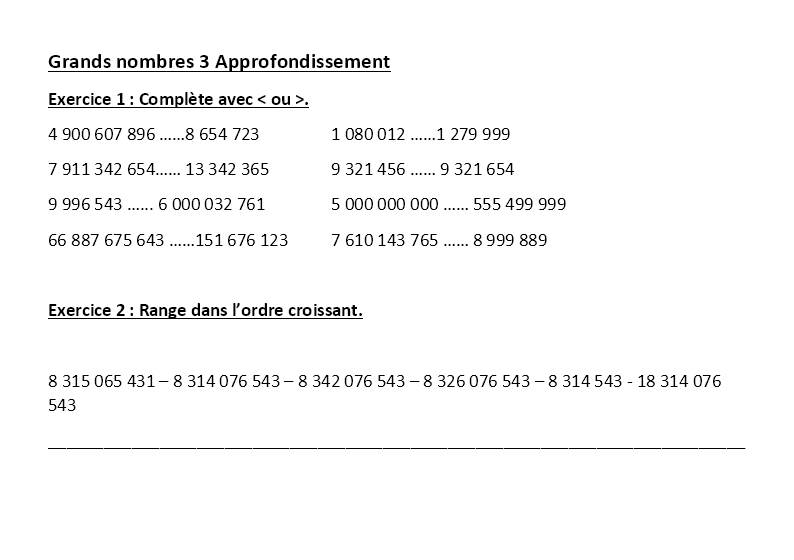 Grands nombres 3 Approfondissement
Exercice 1 : Complète avec < ou >.
4 900 607 896 ......8 654 723 1 080 012 ......1 279 999
7 911 342 654...... 13 342 365 9 321 456 ...... 9 321 654
9 996 543 ...... 6 000 032 761 5 000 000 000 ...... 555 499 999
66 887 675 643 ......151 676 123 7 610 143 765 ...... 8 999 889
Exercice 2 : Range dans l’ordre croissant.
8 315 065 431 – 8 314 076 543 – 8 342 076 543 – 8 326 076 543 – 8 314 543 - 18 314 076
543